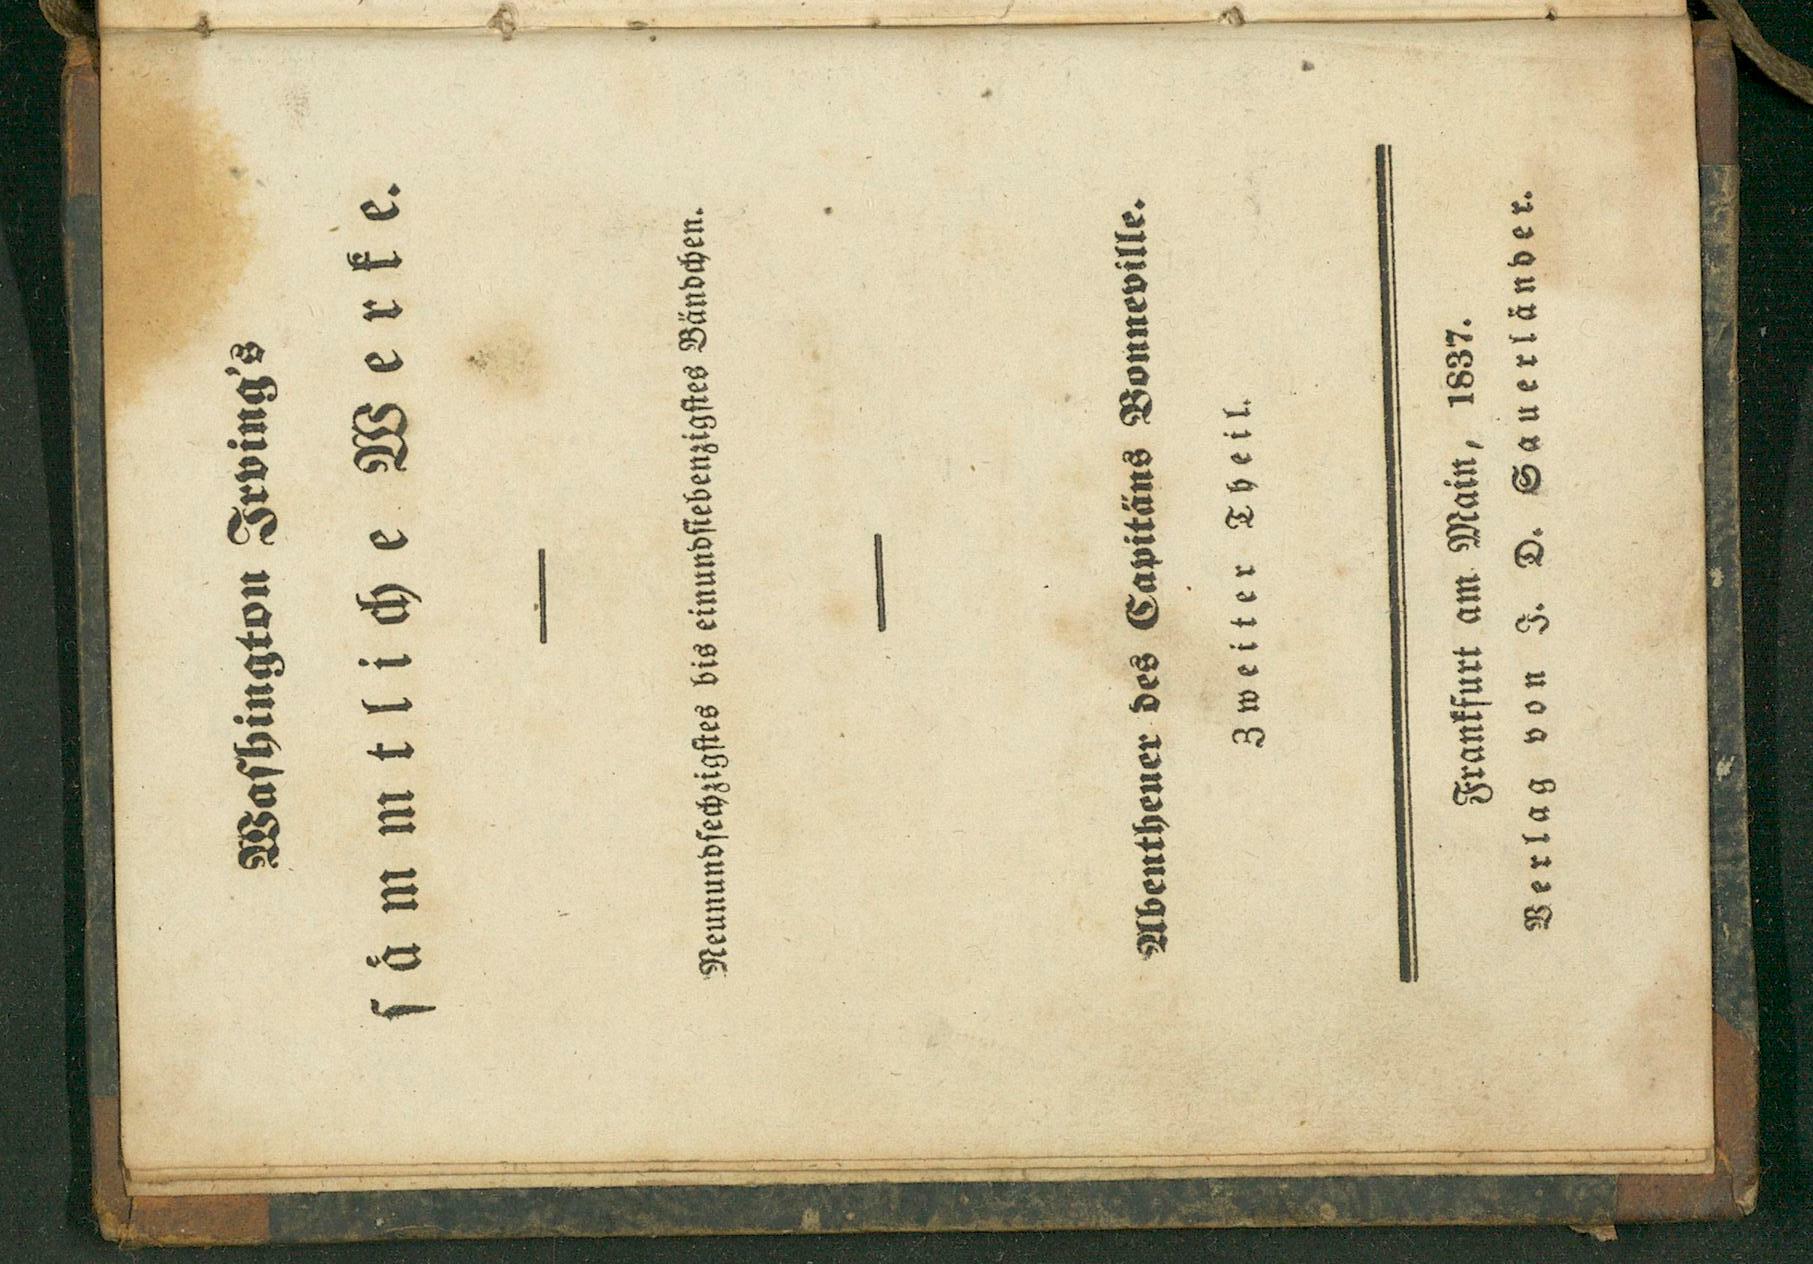 Waſhington Irving's
ſämmtliche Werke.
Neunundſechzigſtes bis einundſiebenzigſtes Bändchen.
Abentheuer des Capitäns Bonneville.
Zweiter Theil.
Frankfurt am Main, 1837.
Verlag von J. D. Sauerländer.